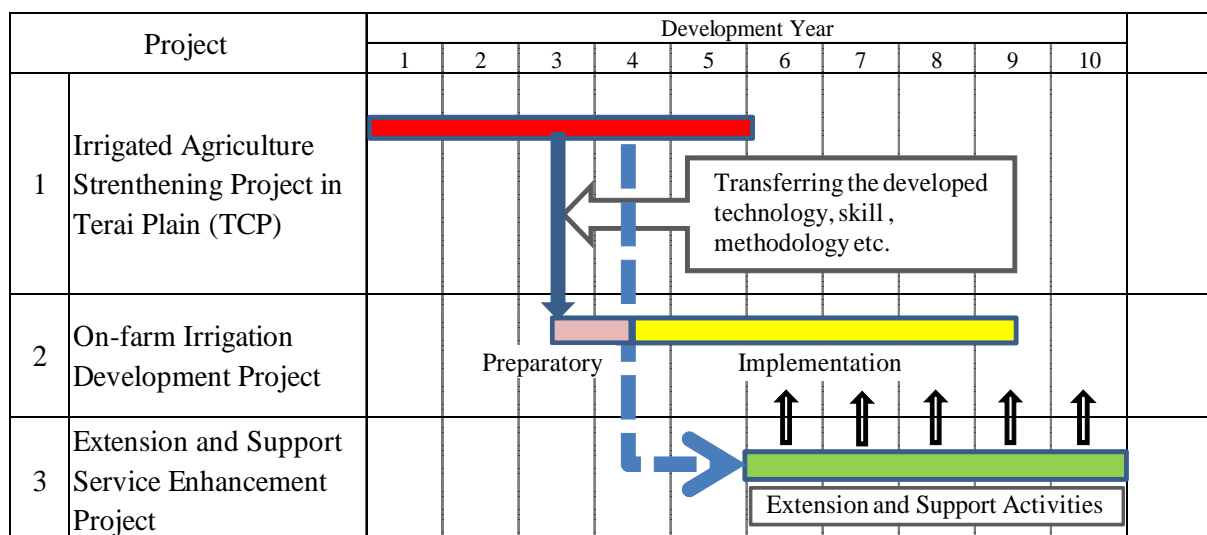 Project
Development Year
1 2 3 4 5 6 7 8 9 10
1
Irrigated Agriculture
Strenthening Project in
Terai Plain (TCP)
Transferring the developed
technology, skill ,
methodology etc.
2
On-farm Irrigation
Development Project
Preparatory
Implementation
3
Extension and Support
Service Enhancement
Project
Extension and Support Activities